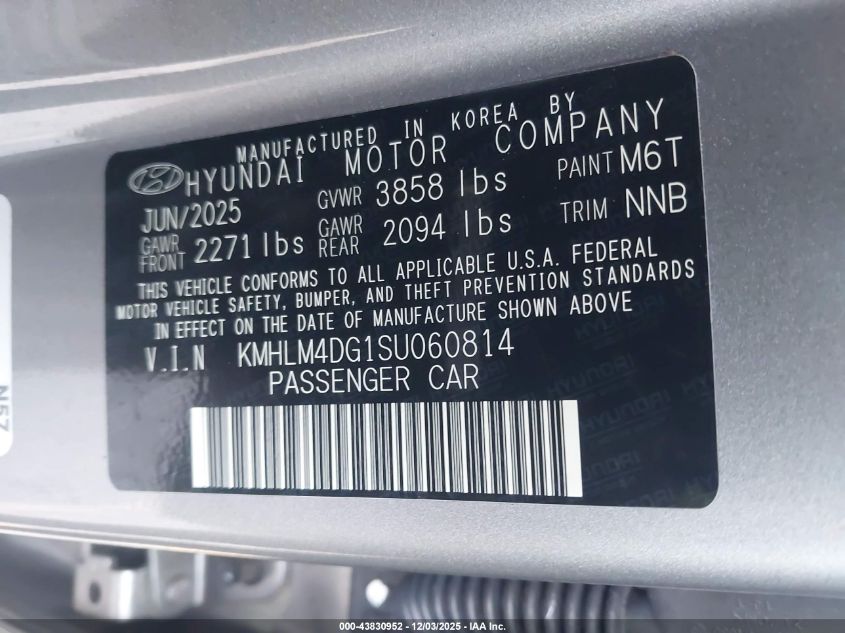 MANUFACTURED IN KOREA BY
HYUNDAI MOTOR COMPANY
JUN/2025 GVWR 3858 lbs PAINT M6T
GAWR FRONT 2271 lbs GAWR REAR 2094 lbs TRIM NNB
THIS VEHICLE CONFORMS TO ALL APPLICABLE U.S.A. FEDERAL
MOTOR VEHICLE SAFETY, BUMPER, AND THEFT PREVENTION STANDARDS
IN EFFECT ON THE DATE OF MANUFACTURE SHOWN ABOVE
V.I.N KMHLM4DG1SU060814
PASSENGER CAR
N57
000-43830952 - 12/03/2025 - IAA Inc.